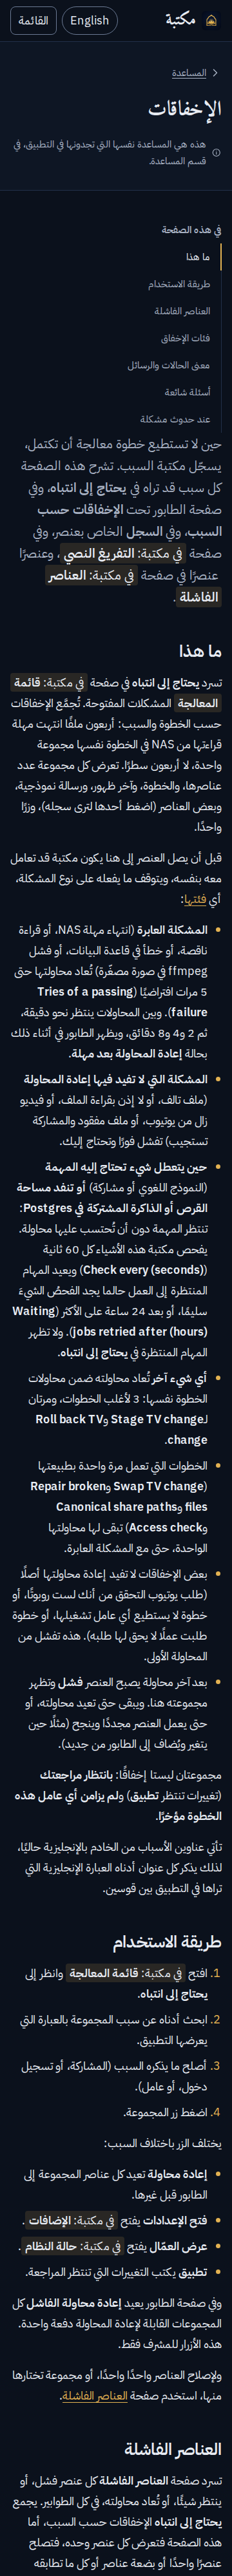 مكتبة
English
القائمة
المساعدة
الإخفاقات
هذه هي المساعدة نفسها التي تجدونها في التطبيق، في
قسم المساعدة.
في هذه الصفحة
ما هذا
طريقة الاستخدام
العناصر الفاشلة
فئات الإخفاق
معنى الحالات والرسائل
أسئلة شائعة
عند حدوث مشكلة
حين لا تستطيع خطوة معالجة أن تكتمل،
يسجّل مكتبة السبب. تشرح هذه الصفحة
كل سبب قد تراه في يحتاج إلى انتباه، وفي
صفحة الطابور تحت الإخفاقات حسب
السبب، وفي السجل الخاص بعنصر، وفي
صفحة في مكتبة: التفريغ النصي، وعنصرًا
عنصرًا في صفحة في مكتبة: العناصر
الفاشلة.
ما هذا
تسرد يحتاج إلى انتباه في صفحة في مكتبة: قائمة
المعالجة المشكلات المفتوحة. تُجمَّع الإخفاقات
حسب الخطوة والسبب: أربعون ملفًا انتهت مهلة
قراءتها من NAS في الخطوة نفسها مجموعة
واحدة، لا أربعون سطرًا. تعرض كل مجموعة عدد
عناصرها، والخطوة، وآخر ظهور، ورسالة نموذجية،
وبعض العناصر (اضغط أحدها لترى سجله)، وزرًا
واحدًا.
قبل أن يصل العنصر إلى هنا يكون مكتبة قد تعامل
معه بنفسه، ويتوقف ما يفعله على نوع المشكلة،
أي فئتها:
المشكلة العابرة (انتهاء مهلة NAS، أو قراءة
ناقصة، أو خطأ في قاعدة البيانات، أو فشل
ffmpeg في صورة مصغّرة) تُعاد محاولتها حتى
5 مرات افتراضيًا (Tries of a passing
failure). وبين المحاولات ينتظر نحو دقيقة،
ثم 2 و4 و8 دقائق، ويظهر الطابور في أثناء ذلك
بحالة إعادة المحاولة بعد مهلة.
المشكلة التي لا تفيد فيها إعادة المحاولة
(ملف تالف، أو لا إذن بقراءة الملف، أو فيديو
زال من يوتيوب، أو ملف مفقود والمشاركة
تستجيب) تفشل فورًا وتحتاج إليك.
حين يتعطل شيء تحتاج إليه المهمة
(النموذج اللغوي أو مشاركة) أو تنفد مساحة
القرص أو الذاكرة المشتركة في Postgres:
تنتظر المهمة دون أن تُحتسب عليها محاولة.
يفحص مكتبة هذه الأشياء كل 60 ثانية
(Check every (seconds)) ويعيد المهام
المنتظرة إلى العمل حالما يجد الفحصُ الشيءَ
سليمًا، أو بعد 24 ساعة على الأكثر (Waiting
jobs retried after (hours)). ولا تظهر
المهام المنتظرة في يحتاج إلى انتباه.
أي شيء آخر تُعاد محاولته ضمن محاولات
الخطوة نفسها: 3 لأغلب الخطوات، ومرتان
لـStage TV change وRoll back TV
change.
الخطوات التي تعمل مرة واحدة بطبيعتها
(Swap TV change وRepair broken
files وCanonical share paths
وAccess check) تبقى لها محاولتها
الواحدة، حتى مع المشكلة العابرة.
بعض الإخفاقات لا تفيد إعادة محاولتها أصلًا
(طلب يوتيوب التحقق من أنك لست روبوتًا، أو
خطوة لا يستطيع أي عامل تشغيلها، أو خطوة
طلبت عملًا لا يحق لها طلبه). هذه تفشل من
المحاولة الأولى.
بعد آخر محاولة يصبح العنصر فشل وتظهر
مجموعته هنا. ويبقى حتى تعيد محاولته، أو
حتى يعمل العنصر مجددًا وينجح (مثلًا حين
يتغير ويُضاف إلى الطابور من جديد).
مجموعتان ليستا إخفاقًا: بانتظار مراجعتك
(تغييرات تنتظر تطبيق) ولم يزامن أي عامل هذه
الخطوة مؤخرًا.
تأتي عناوين الأسباب من الخادم بالإنجليزية حاليًا،
لذلك يذكر كل عنوان أدناه العبارة الإنجليزية التي
تراها في التطبيق بين قوسين.
طريقة الاستخدام
1. افتح في مكتبة: قائمة المعالجة وانظر إلى
يحتاج إلى انتباه.
2. ابحث أدناه عن سبب المجموعة بالعبارة التي
يعرضها التطبيق.
3. أصلح ما يذكره السبب (المشاركة، أو تسجيل
دخول، أو عامل).
4. اضغط زر المجموعة.
يختلف الزر باختلاف السبب:
إعادة محاولة تعيد كل عناصر المجموعة إلى
الطابور قبل غيرها.
فتح الإعدادات يفتح في مكتبة: الإضافات.
عرض العمّال يفتح في مكتبة: حالة النظام.
تطبيق يكتب التغييرات التي تنتظر المراجعة.
وفي صفحة الطابور يعيد إعادة محاولة الفاشل كل
المجموعات القابلة لإعادة المحاولة دفعة واحدة.
هذه الأزرار للمشرف فقط.
ولإصلاح العناصر واحدًا واحدًا، أو مجموعة تختارها
منها، استخدم صفحة العناصر الفاشلة.
العناصر الفاشلة
تسرد صفحة العناصر الفاشلة كل عنصر فشل، أو
ينتظر شيئًا، أو تُعاد محاولته، في كل الطوابير. يجمع
يحتاج إلى انتباه الإخفاقات حسب السبب، أما
هذه الصفحة فتعرض كل عنصر وحده، فتصلح
عنصرًا واحدًا أو بضعة عناصر أو كل ما تطابقه